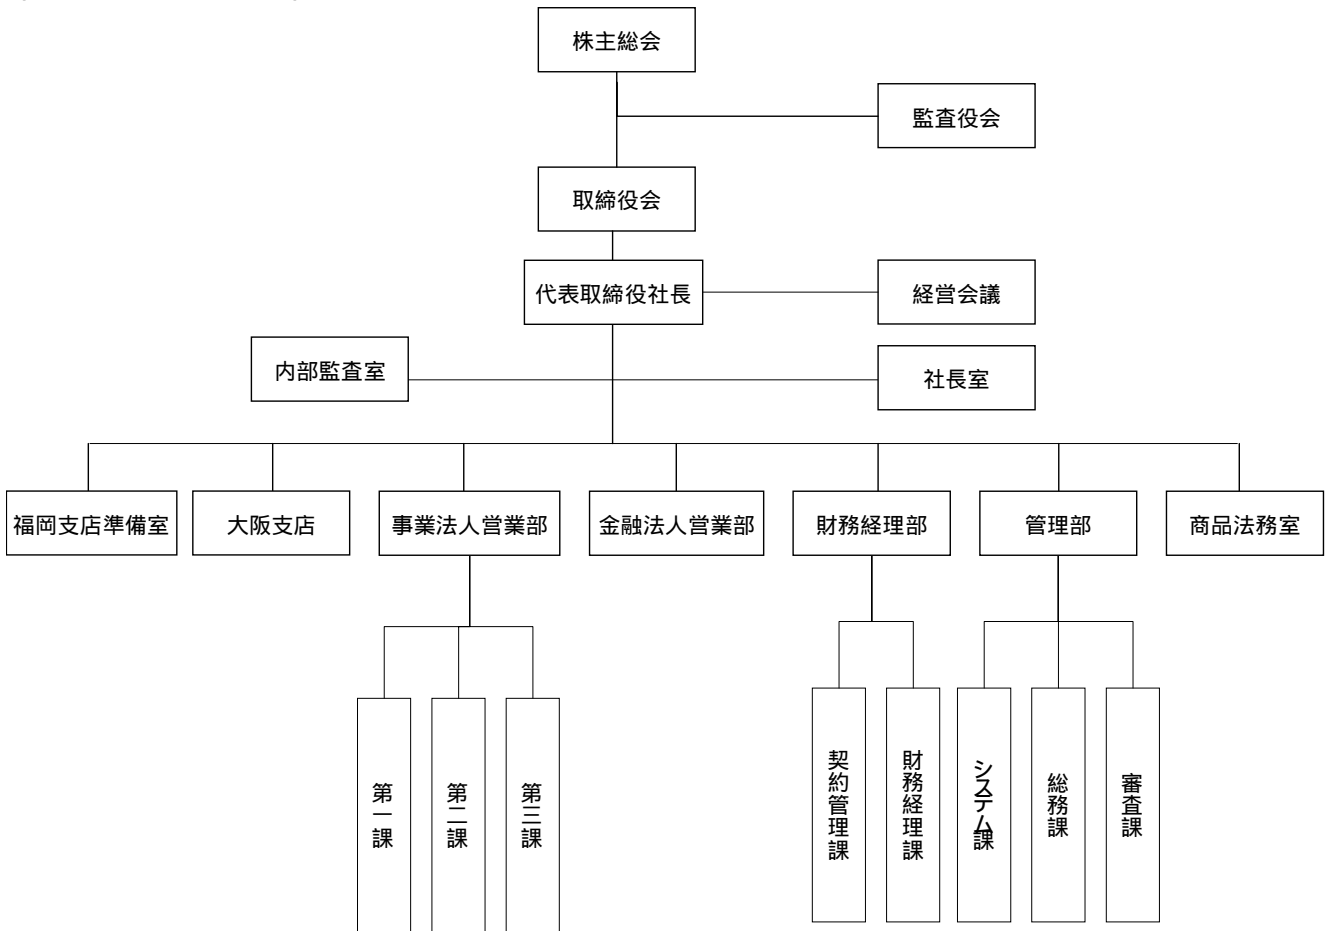 株主総会
監査役会
取締役会
代表取締役社長
経営会議
内部監査室
社長室
福岡支店準備室
大阪支店
事業法人営業部
金融法人営業部
財務経理部
管理部
商品法務室
第一課
第二課
第三課
契約管理課
財務経理課
システム課
総務課
審査課